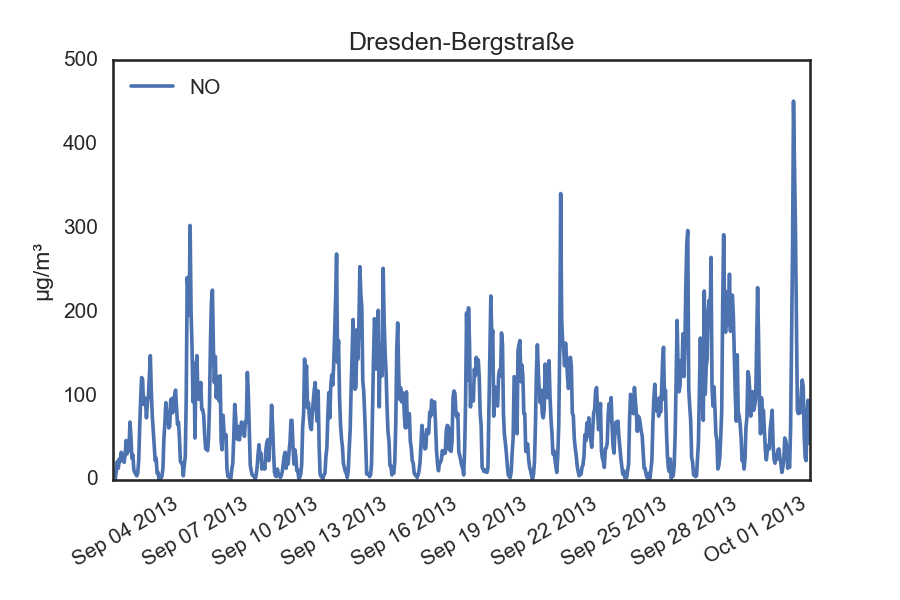 Dresden-Bergstraße
NO
µg/m³
500
400
300
200
100
0
Sep 04 2013
Sep 07 2013
Sep 10 2013
Sep 13 2013
Sep 16 2013
Sep 19 2013
Sep 22 2013
Sep 25 2013
Sep 28 2013
Oct 01 2013